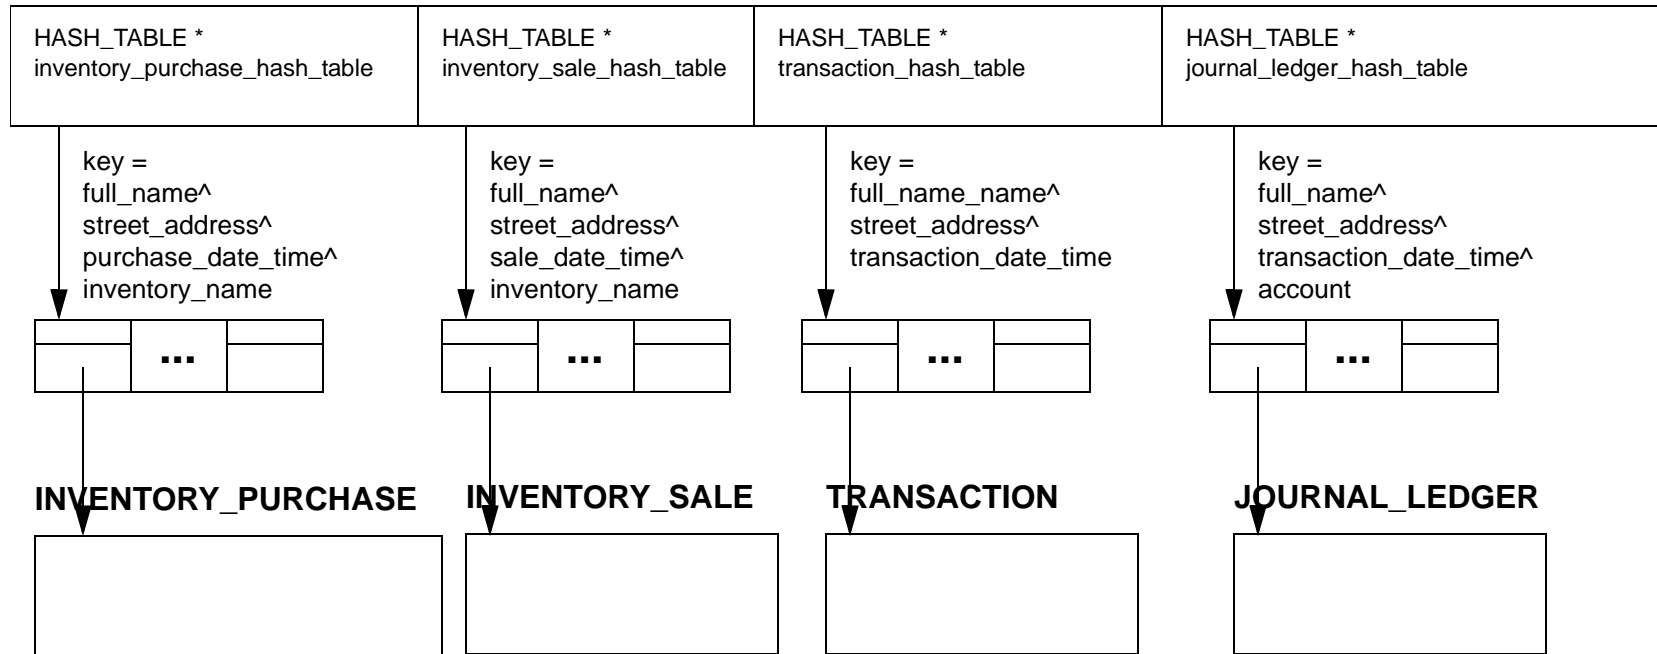 HASH_TABLE *
inventory_purchase_hash_table
HASH_TABLE *
inventory_sale_hash_table
HASH_TABLE *
transaction_hash_table
HASH_TABLE *
journal_ledger_hash_table
key =
full_name^
street_address^
purchase_date_time^
inventory_name
key =
full_name^
street_address^
sale_date_time^
inventory_name
key =
full_name_name^
street_address^
transaction_date_time
key =
full_name^
street_address^
transaction_date_time^
account
...
...
...
...
INVENTORY_PURCHASE
INVENTORY_SALE
TRANSACTION
JOURNAL_LEDGER